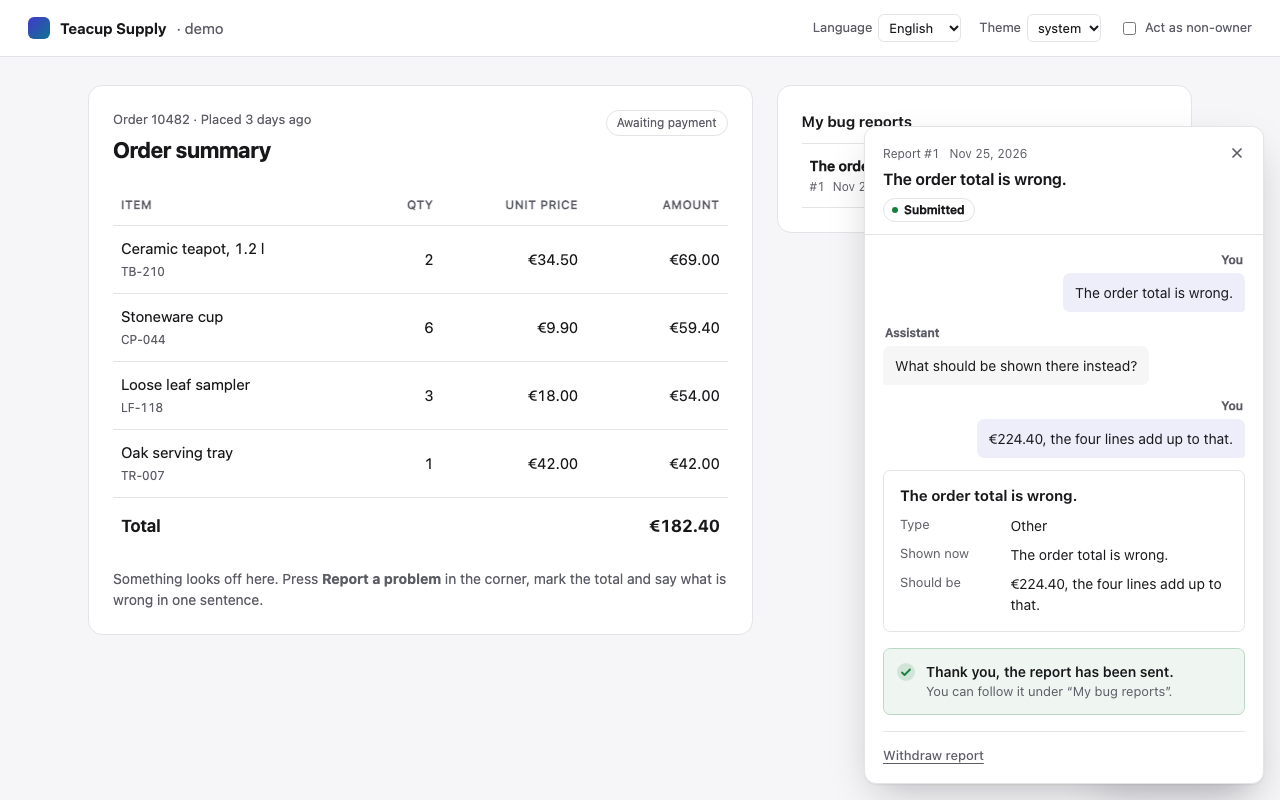 Teacup Supply · demo
Language English Theme system Act as non-owner
Order 10482 · Placed 3 days ago
Awaiting payment
Order summary
ITEM QTY UNIT PRICE AMOUNT
Ceramic teapot, 1.2 l 2 €34.50 €69.00
TB-210
Stoneware cup 6 €9.90 €59.40
CP-044
Loose leaf sampler 3 €18.00 €54.00
LF-118
Oak serving tray 1 €42.00 €42.00
TR-007
Total €182.40
Something looks off here. Press Report a problem in the corner, mark the total and say what is
wrong in one sentence.
My bug reports
The orde
#1 Nov 2
Report #1 Nov 25, 2026
The order total is wrong.
Submitted
You
The order total is wrong.
Assistant
What should be shown there instead?
You
€224.40, the four lines add up to that.
The order total is wrong.
Type Other
Shown now The order total is wrong.
Should be €224.40, the four lines add up to
that.
Thank you, the report has been sent.
You can follow it under “My bug reports”.
Withdraw report